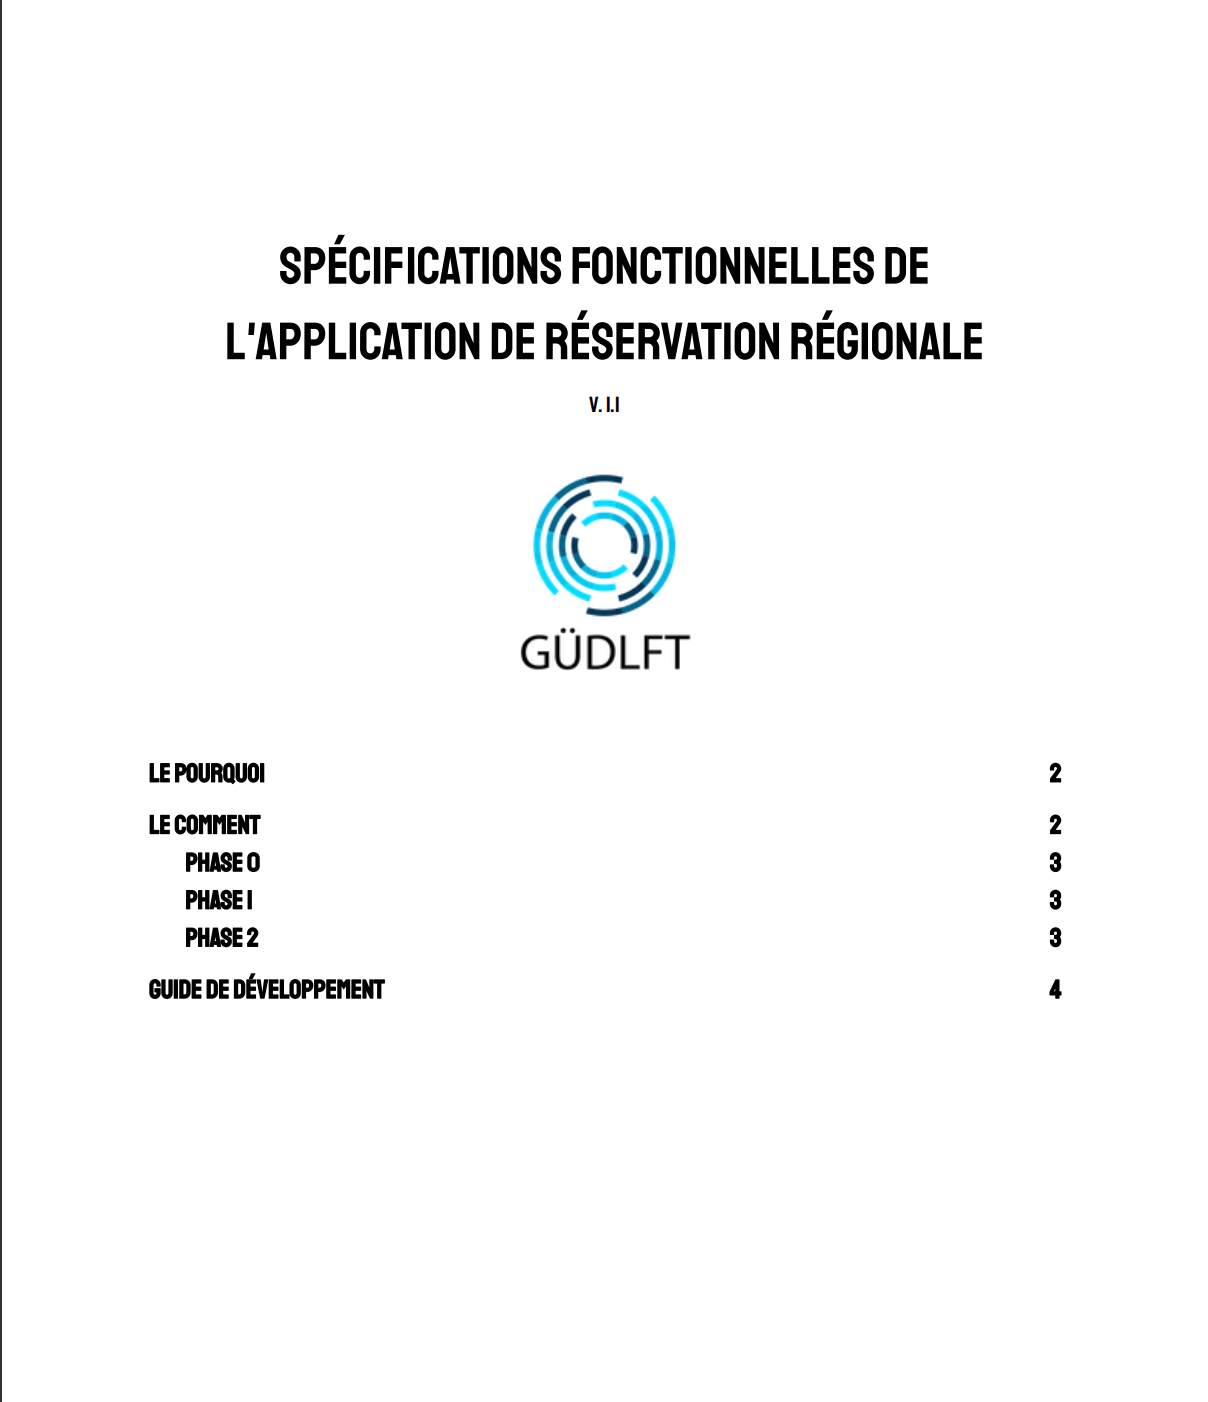 SPÉCIFICATIONS FONCTIONNELLES DE
L'APPLICATION DE RÉSERVATION RÉGIONALE
V. 1.1
GÜDLFT
LE POURQUOI 2
LE COMMENT 2
PHASE 0 3
PHASE 1 3
PHASE 2 3
GUIDE DE DÉVELOPPEMENT 4